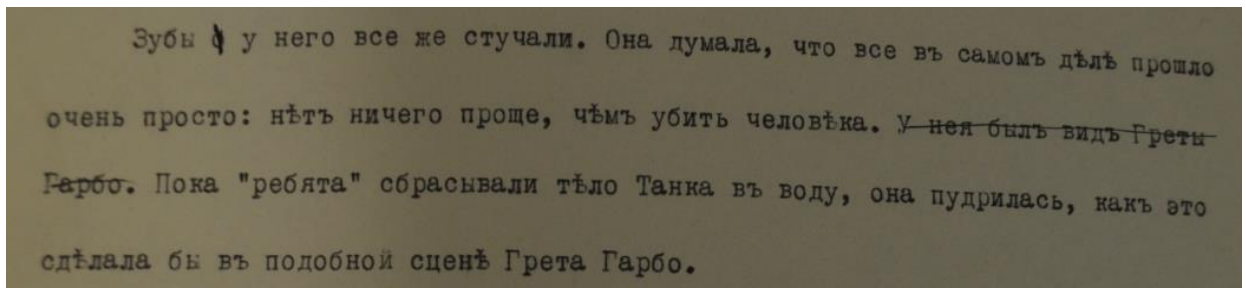 Зубы у него все же стучали. Она думала, что все въ самомъ дѣлѣ прошло
очень просто: нѣтъ ничего проще, чѣмъ убить человѣка. У нея былъ видъ Греты
Гарбо. Пока "ребята" сбрасывали тѣло Танка въ воду, она пудрилась, какъ это
сдѣлала бы въ подобной сценѣ Грета Гарбо.